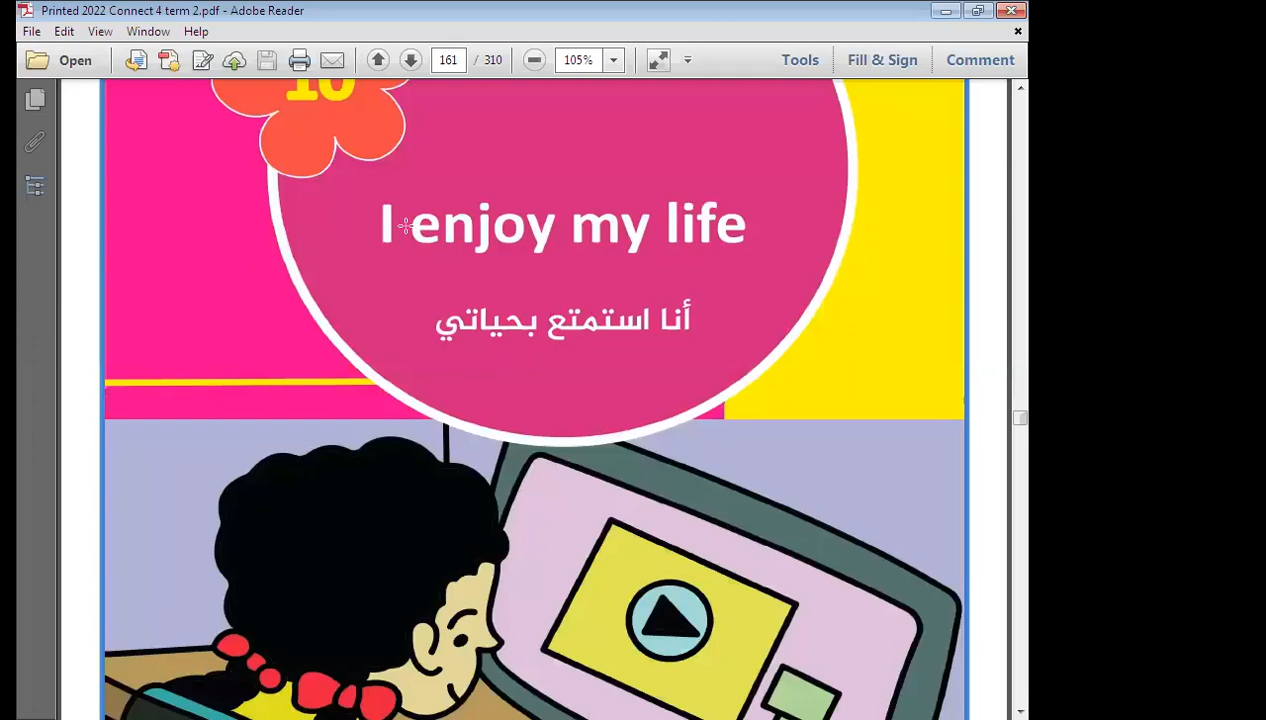 Printed 2022 Connect 4 term 2.pdf - Adobe Reader
File Edit View Window Help
Open 161 / 310 105% Tools Fill & Sign Comment
10
I enjoy my life
أنا استمتع بحياتي